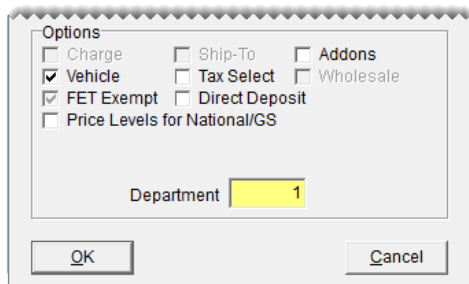 Options
Charge Ship-To Addons
Vehicle Tax Select Wholesale
FET Exempt Direct Deposit
Price Levels for National/GS
Department 1
OK Cancel